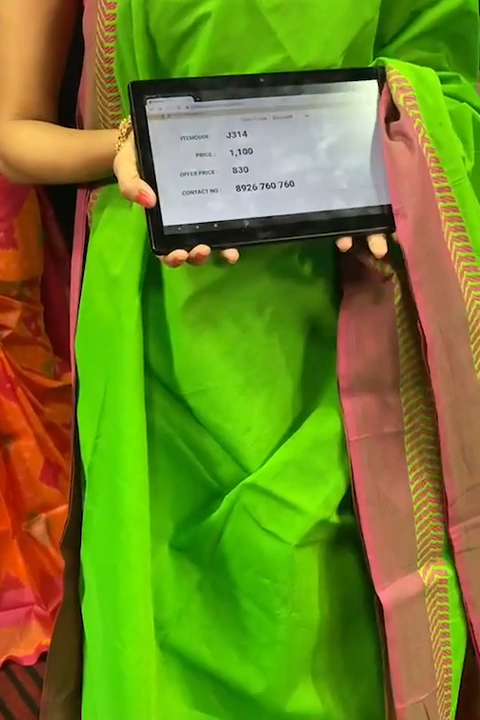 ITEMCODE : J314
PRICE : 1,100
OFFER PRICE : 830
CONTACT NO : 8926 760 760